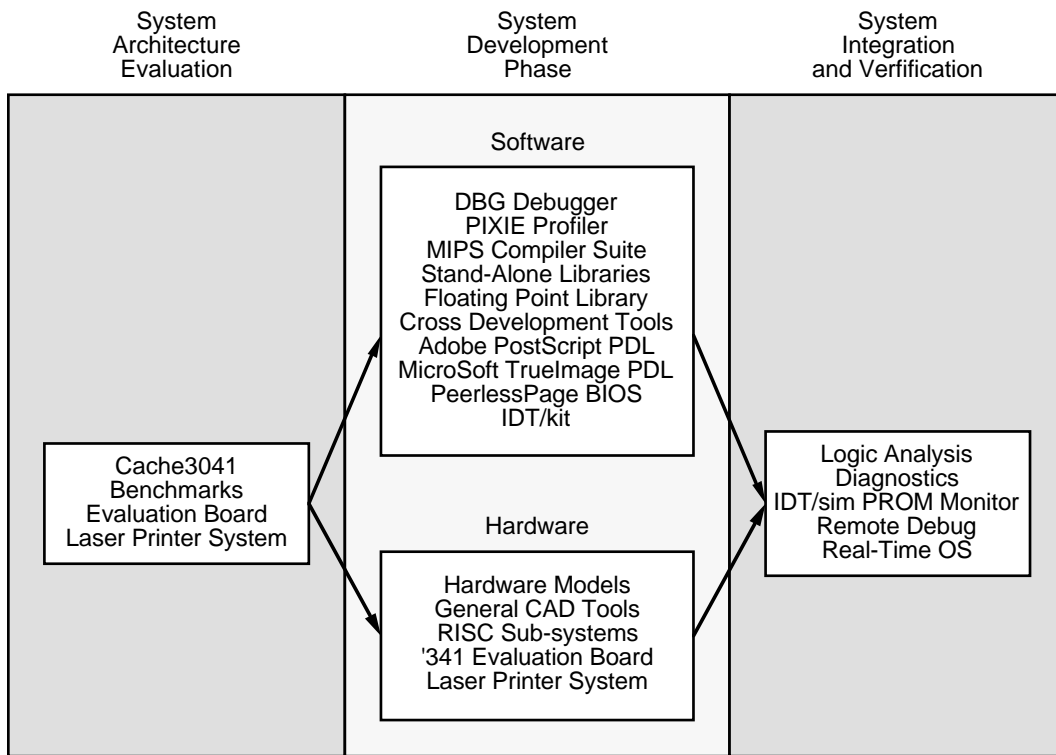 System
Architecture
Evaluation
System
Development
Phase
System
Integration
and Verfification
Software
DBG Debugger
PIXIE Profiler
MIPS Compiler Suite
Stand-Alone Libraries
Floating Point Library
Cross Development Tools
Adobe PostScript PDL
MicroSoft TrueImage PDL
PeerlessPage BIOS
IDT/kit
Cache3041
Benchmarks
Evaluation Board
Laser Printer System
Hardware
Hardware Models
General CAD Tools
RISC Sub-systems
'341 Evaluation Board
Laser Printer System
Logic Analysis
Diagnostics
IDT/sim PROM Monitor
Remote Debug
Real-Time OS